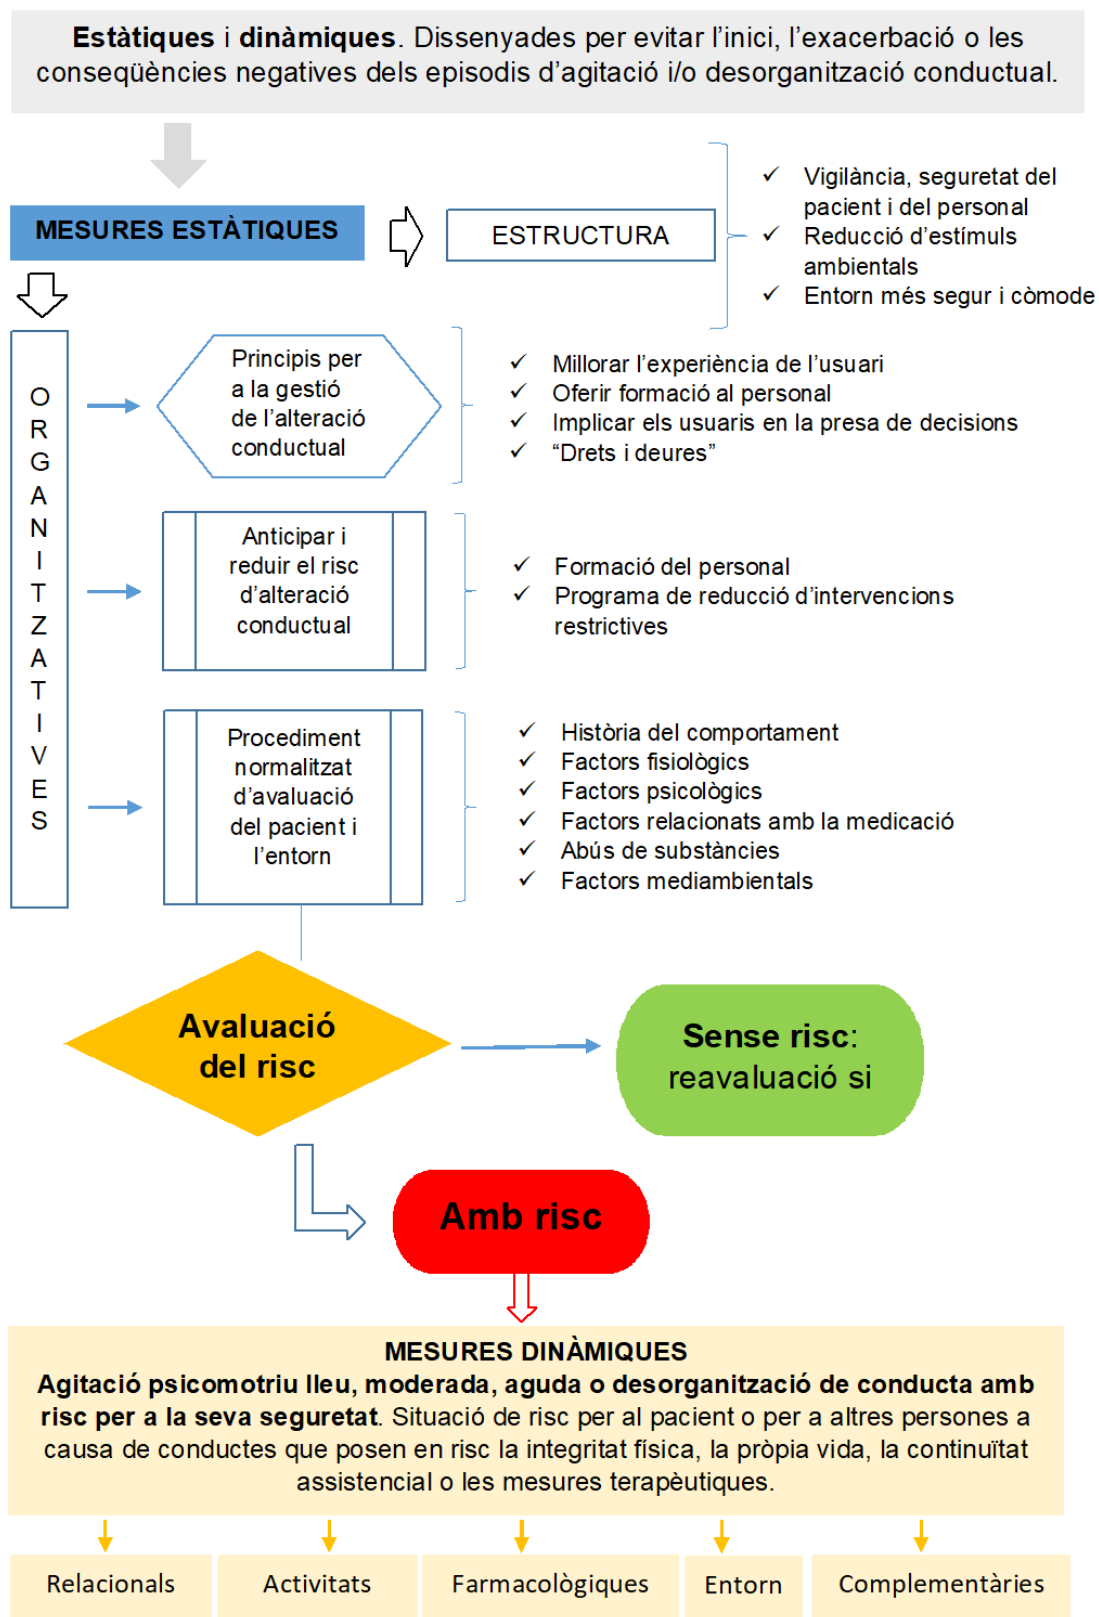 Estàtiques i dinàmiques. Dissenyades per evitar l’inici, l’exacerbació o les
conseqüències negatives dels episodis d’agitació i/o desorganització conductual.
MESURES ESTÀTIQUES
ESTRUCTURA
✓ Vigilància, seguretat del
pacient i del personal
✓ Reducció d’estímuls
ambientals
✓ Entorn més segur i còmode
ORGANITZATIVES
Principis per
a la gestió
de l’alteració
conductual
✓ Millorar l’experiència de l’usuari
✓ Oferir formació al personal
✓ Implicar els usuaris en la presa de decisions
✓ “Drets i deures”
Anticipar i
reduir el risc
d’alteració
conductual
✓ Formació del personal
✓ Programa de reducció d’intervencions
restrictives
Procediment
normalitzat
d’avaluació
del pacient i
l’entorn
✓ Història del comportament
✓ Factors fisiològics
✓ Factors psicològics
✓ Factors relacionats amb la medicació
✓ Abús de substàncies
✓ Factors mediambientals
Avaluació
del risc
Sense risc:
reavaluació si
Amb risc
MESURES DINÀMIQUES
Agitació psicomotriu lleu, moderada, aguda o desorganització de conducta amb
risc per a la seva seguretat. Situació de risc per al pacient o per a altres persones a
causa de conductes que posen en risc la integritat física, la pròpia vida, la continuïtat
assistencial o les mesures terapèutiques.
Relacionals
Activitats
Farmacològiques
Entorn
Complementàries